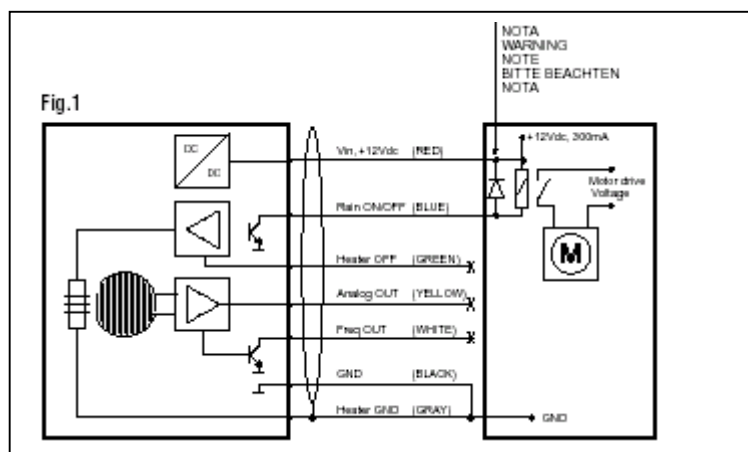 NOTA
WARNING
NOTE
BITTE BEACHTEN
NOTA
Fig.1
DC
DC
Vin, +12Vdc (RED)
+12Vdc, 300mA
Motor drive
Voltage
Rain ON/OFF (BLUE)
M
Heater OFF (GREEN)
Analog OUT (YELLOW)
Freq OUT (WHITE)
GND (BLACK)
Heater GND (GRAY)
GND